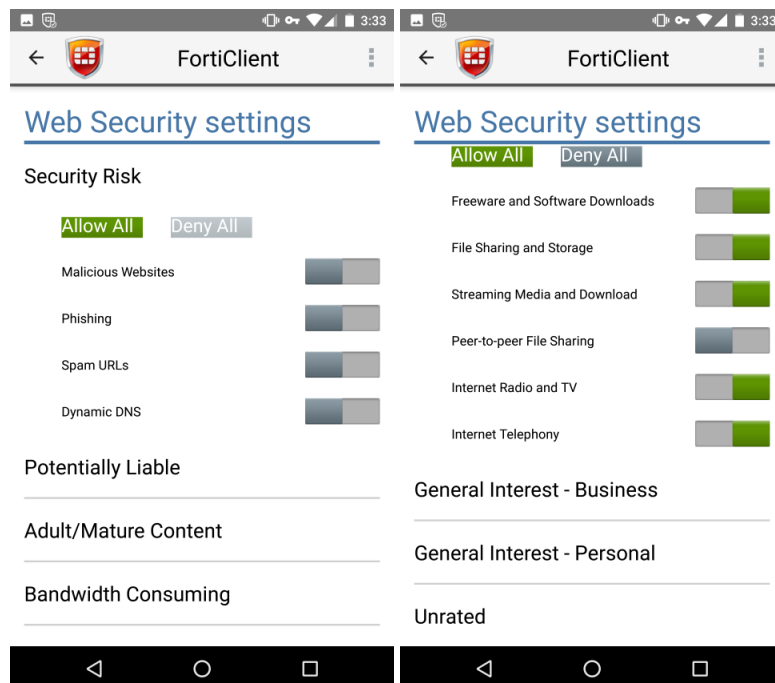 3:33
FortiClient
Web Security settings
Security Risk
Allow All Deny All
Malicious Websites
Phishing
Spam URLs
Dynamic DNS
Potentially Liable
Adult/Mature Content
Bandwidth Consuming
3:33
FortiClient
Web Security settings
Allow All Deny All
Freeware and Software Downloads
File Sharing and Storage
Streaming Media and Download
Peer-to-peer File Sharing
Internet Radio and TV
Internet Telephony
General Interest - Business
General Interest - Personal
Unrated